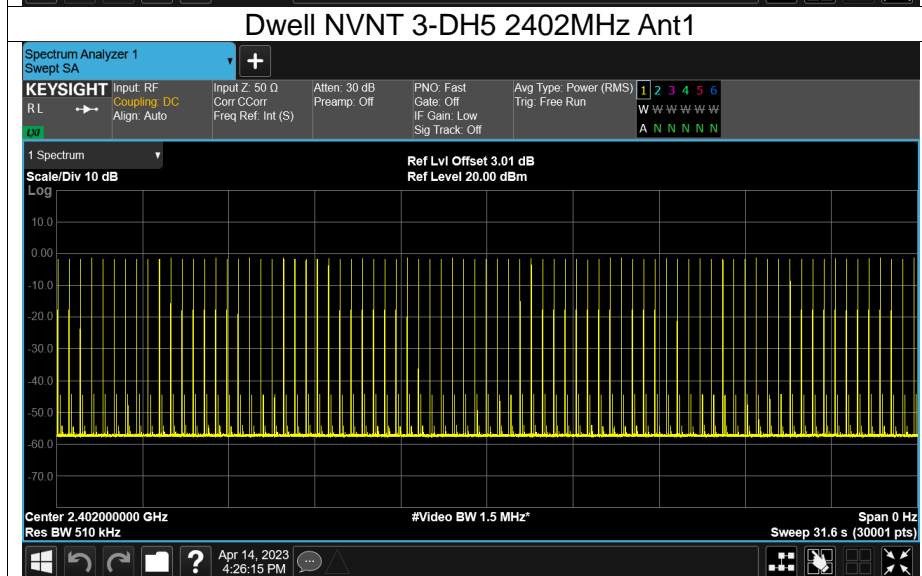 Dwell NVNT 3-DH5 2402MHz Ant1
Spectrum Analyzer 1
Swept SA
+
KEYSIGHT
RL
LXI
Input: RF
Coupling: DC
Align: Auto
Input Z: 50 Ω
Corr CCorr
Freq Ref: Int (S)
Atten: 30 dB
Preamp: Off
PNO: Fast
Gate: Off
IF Gain: Low
Sig Track: Off
Avg Type: Power (RMS)
Trig: Free Run
1 2 3 4 5 6
W W W W W W
A N N N N N
1 Spectrum
Scale/Div 10 dB
Ref Lvl Offset 3.01 dB
Ref Level 20.00 dBm
Log
10.0
0.00
-10.0
-20.0
-30.0
-40.0
-50.0
-60.0
-70.0
Center 2.402000000 GHz
#Video BW 1.5 MHz*
Span 0 Hz
Res BW 510 kHz
Sweep 31.6 s (30001 pts)
?
Apr 14, 2023
4:26:15 PM